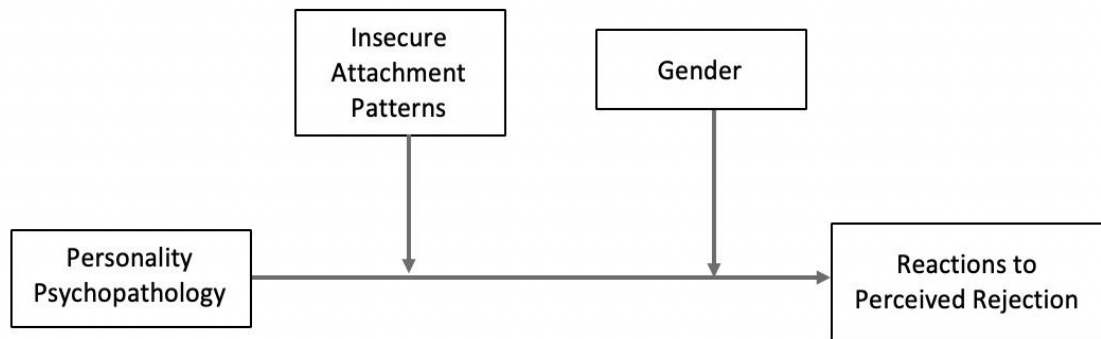 Insecure
Attachment
Patterns
Gender
Personality
Psychopathology
Reactions to
Perceived Rejection